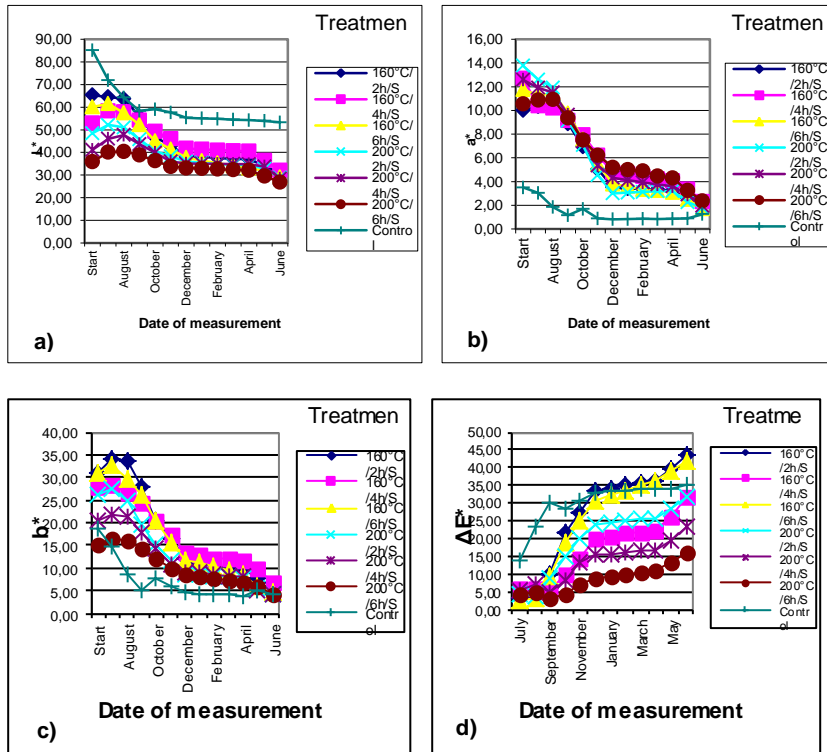 Treatmen
90,00
80,00
70,00
60,00
50,00
40,00
30,00
20,00
10,00
0,00
L*
Start
August
October
December
February
April
June
Date of measurement
a)
160°C/
2h/S
160°C/
4h/S
160°C/
6h/S
200°C/
2h/S
200°C/
4h/S
200°C/
6h/S
Contro
l
Treatmen
16,00
14,00
12,00
10,00
8,00
6,00
4,00
2,00
0,00
a*
Start
August
October
December
February
April
June
Date of measurement
b)
160°C
/2h/S
160°C
/4h/S
160°C
/6h/S
200°C
/2h/S
200°C
/4h/S
200°C
/6h/S
Cont
rol
Treatmen
40,00
35,00
30,00
25,00
20,00
15,00
10,00
5,00
0,00
b*
Start
August
October
December
February
April
June
Date of measurement
c)
160°C
/2h/S
160°C
/4h/S
160°C
/6h/S
200°C
/2h/S
200°C
/4h/S
200°C
/6h/S
Contr
ol
Treatme
50,00
45,00
40,00
35,00
30,00
25,00
20,00
15,00
10,00
5,00
0,00
ΔE*
July
September
November
January
March
May
Date of measurement
d)
160°C
/2h/S
160°C
/4h/S
160°C
/6h/S
200°C
/2h/S
200°C
/4h/S
200°C
/6h/S
Contr
ol